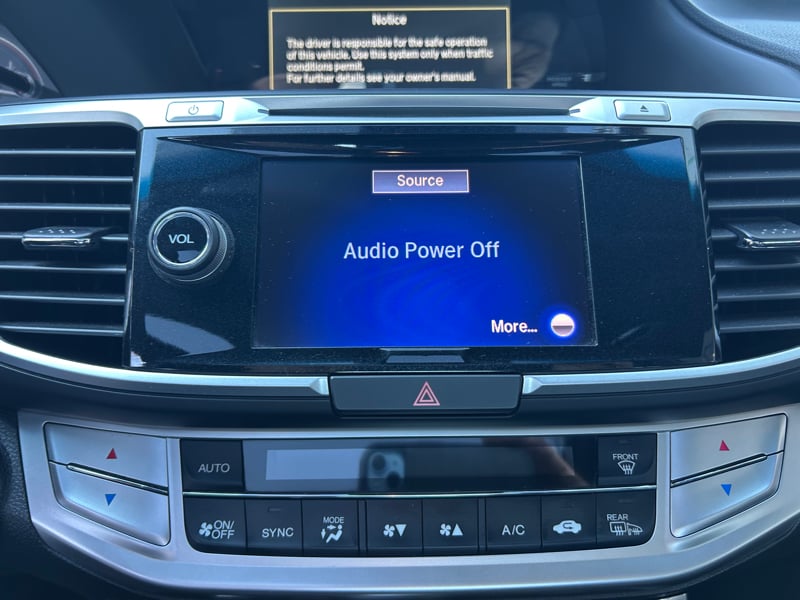 Notice
The driver is responsible for the safe operation
of this vehicle. Use this system only when traffic
conditions permit.
For further details see your owner's manual.
Source
VOL
Audio Power Off
More...
AUTO
FRONT
ON/
OFF
SYNC
MODE
A/C
REAR